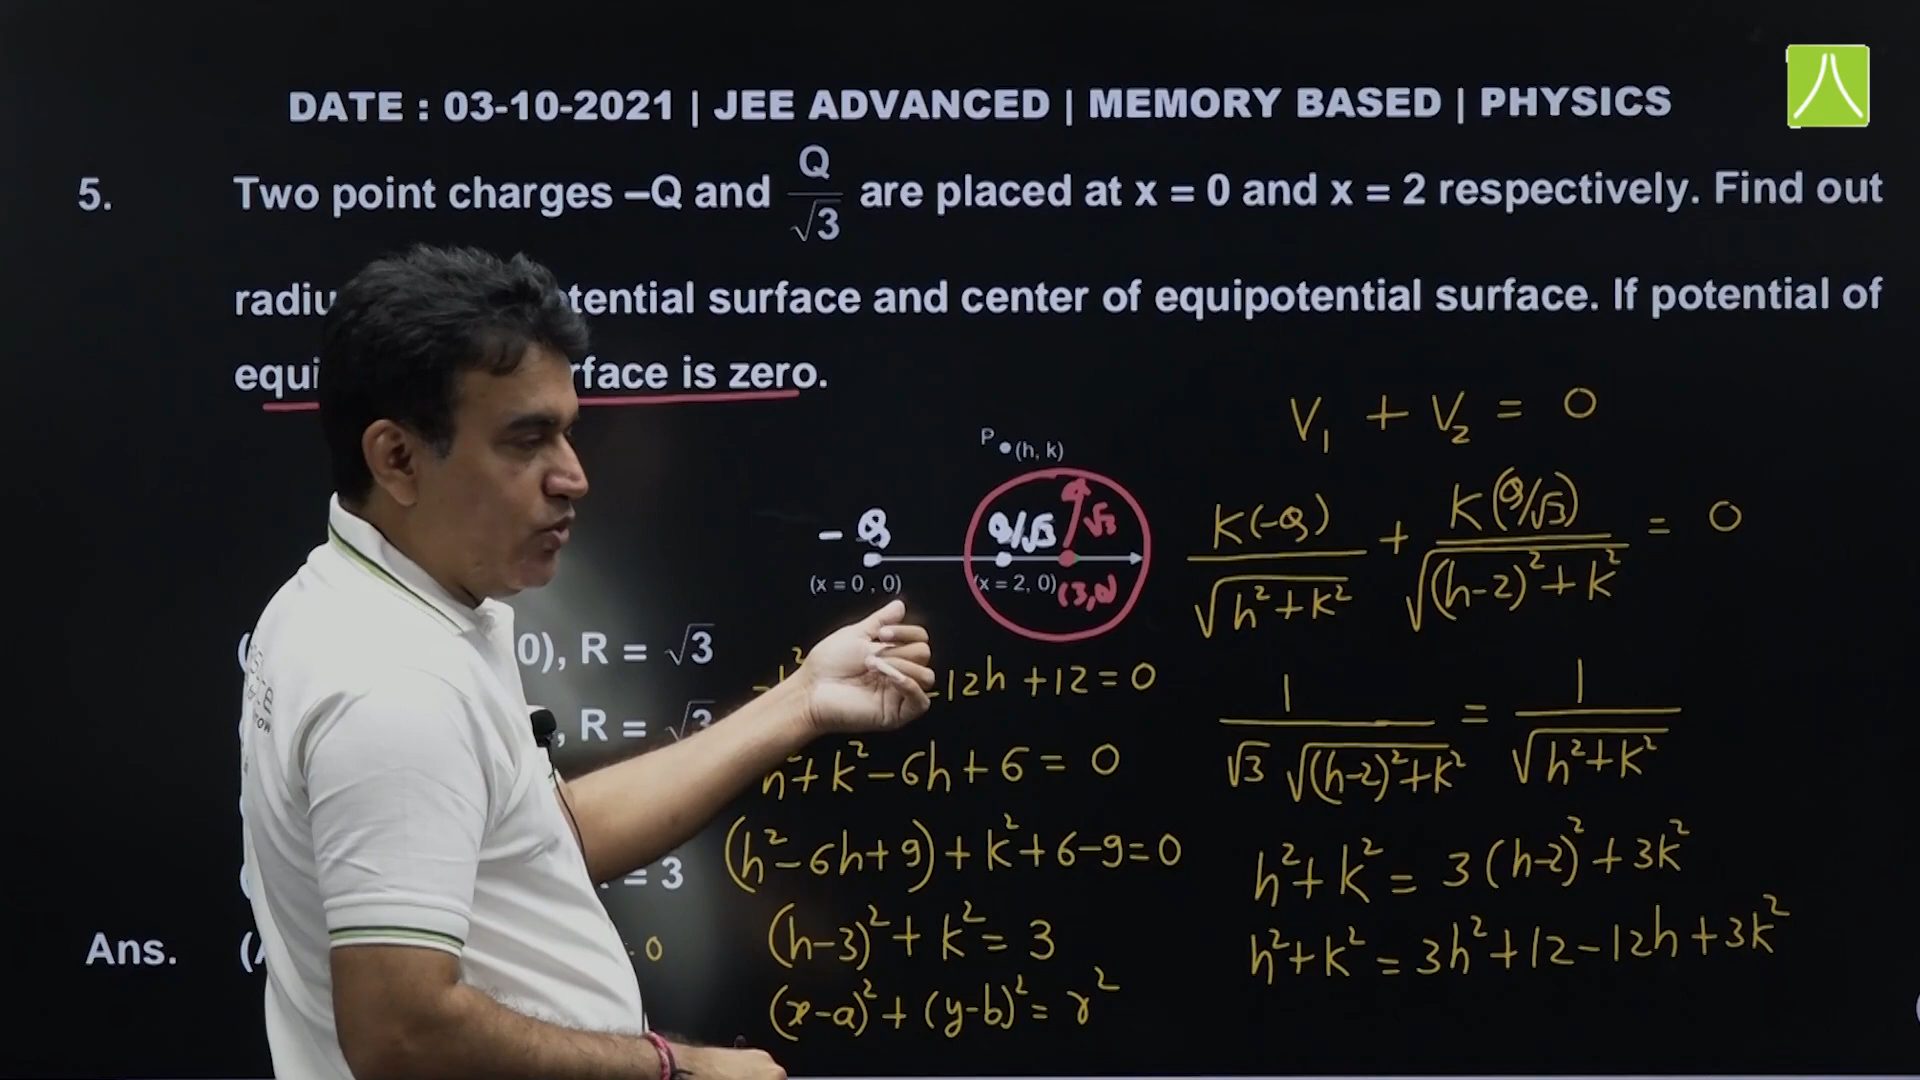 DATE : 03-10-2021 | JEE ADVANCED | MEMORY BASED | PHYSICS
5. Two point charges –Q and Q/√3 are placed at x = 0 and x = 2 respectively. Find out
tential surface and center of equipotential surface. If potential of
rface is zero.
V₁ + V₂ = 0
P (h, k)
– Q Q/√3 √3
(x = 0 , 0) (x = 2, 0) (3,0)
K(-Q)/√(h²+K²) + K(Q/√3)/√((h-2)²+K²) = 0
0), R = √3
-12h +12 = 0
1/(√3 √((h-2)²+K²)) = 1/√(h²+K²)
, R = √3
h²+K²-6h+6 = 0
(h²-6h+9)+K²+6-9=0
h²+K² = 3(h-2)²+3K²
= 3
(h-3)²+K² = 3
h²+K² = 3h²+12-12h+3K²
Ans. (A 0
(x-a)²+(y-b)² = r²